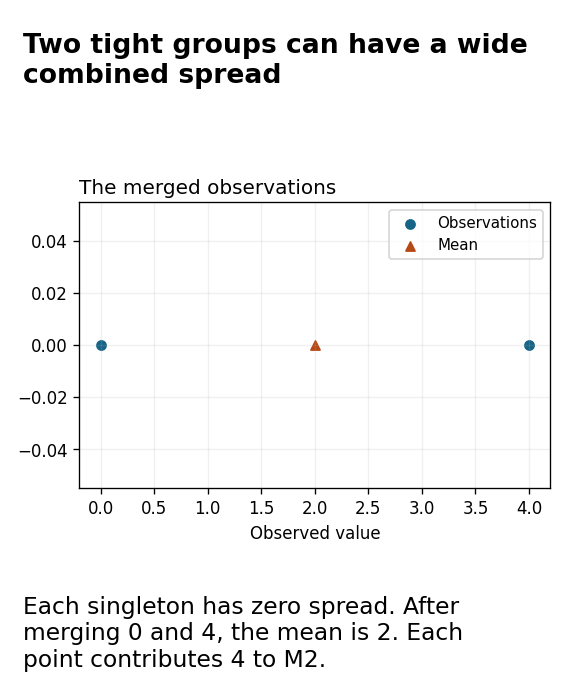 Two tight groups can have a wide
combined spread
The merged observations
Observations
Mean
0.04
0.02
0.00
−0.02
−0.04
0.0 0.5 1.0 1.5 2.0 2.5 3.0 3.5 4.0
Observed value
Each singleton has zero spread. After
merging 0 and 4, the mean is 2. Each
point contributes 4 to M2.